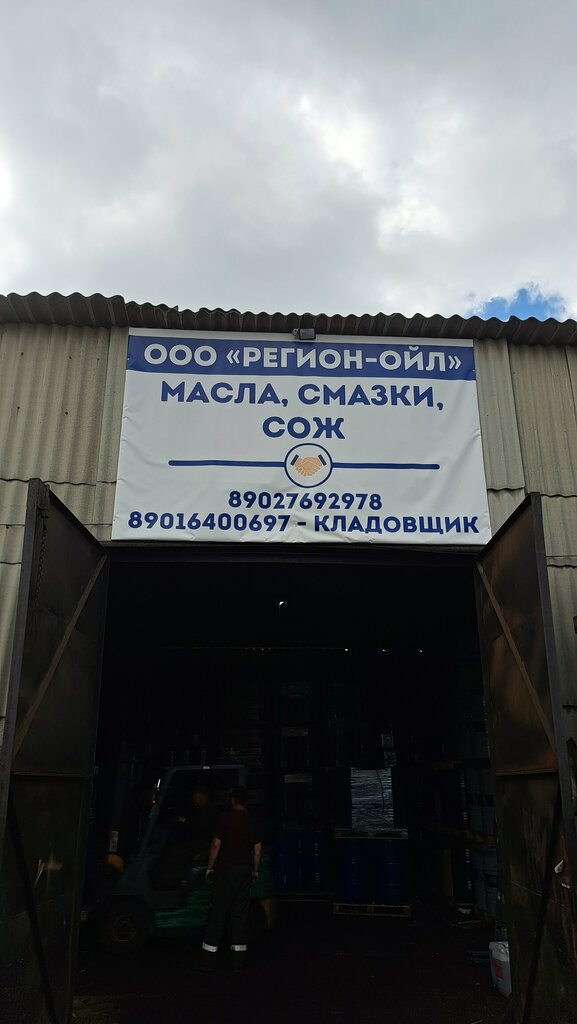 ООО «РЕГИОН-ОЙЛ»
МАСЛА, СМАЗКИ,
СОЖ
89027692978
89016400697 - КЛАДОВЩИК